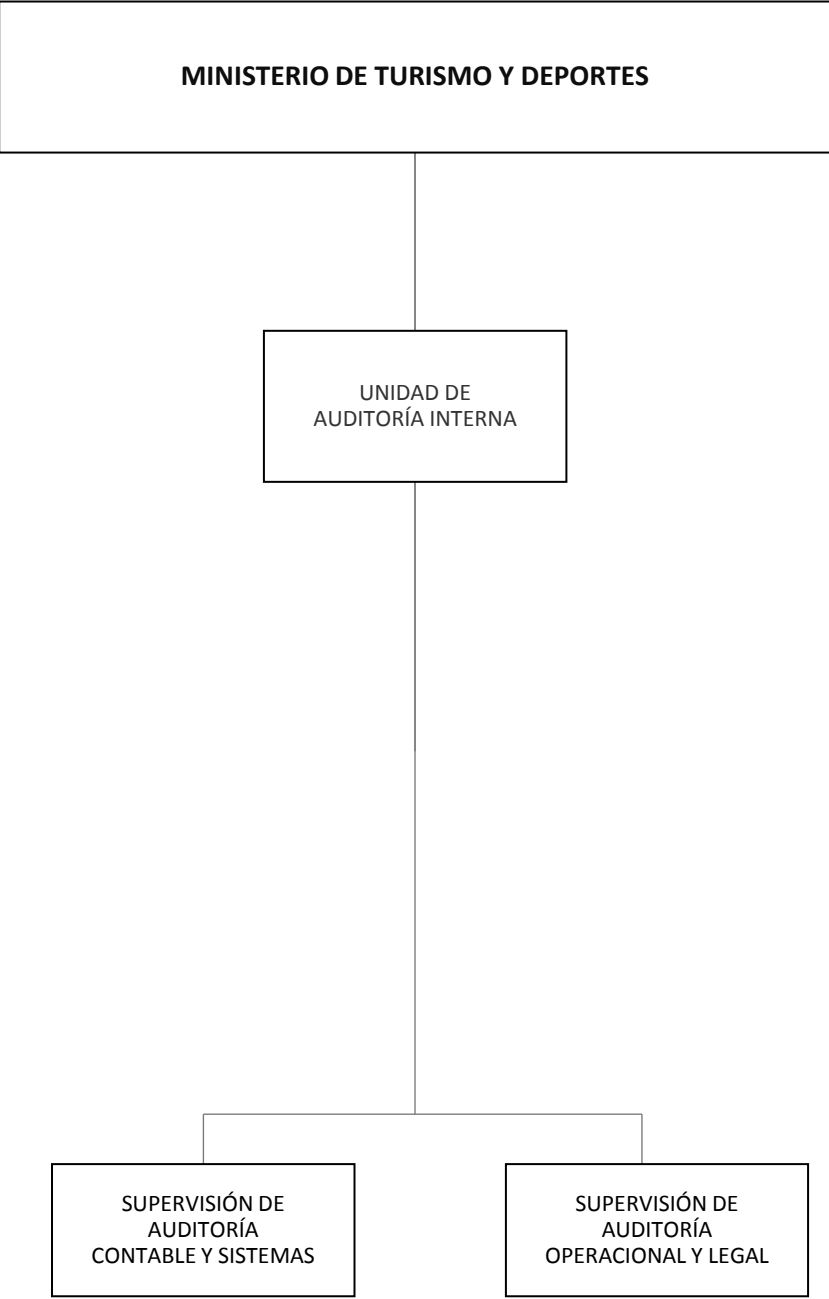 MINISTERIO DE TURISMO Y DEPORTES
UNIDAD DE
AUDITORÍA INTERNA
SUPERVISIÓN DE
AUDITORÍA
CONTABLE Y SISTEMAS
SUPERVISIÓN DE
AUDITORÍA
OPERACIONAL Y LEGAL